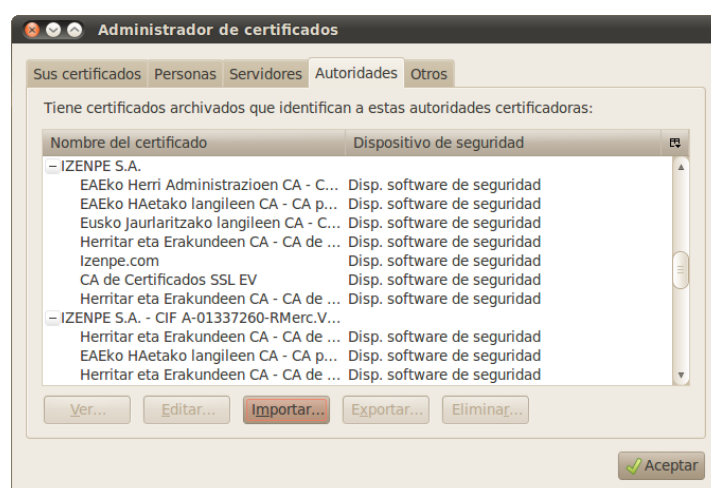 Administrador de certificados
Sus certificados Personas Servidores Autoridades Otros
Tiene certificados archivados que identifican a estas autoridades certificadoras:
Nombre del certificado Dispositivo de seguridad
IZENPE S.A.
EAEko Herri Administrazioen CA - C... Disp. software de seguridad
EAEko HAetako langileen CA - CA p... Disp. software de seguridad
Eusko Jaurlaritzako langileen CA - C... Disp. software de seguridad
Herritar eta Erakundeen CA - CA de ... Disp. software de seguridad
Izenpe.com Disp. software de seguridad
CA de Certificados SSL EV Disp. software de seguridad
Herritar eta Erakundeen CA - CA de ... Disp. software de seguridad
IZENPE S.A. - CIF A-01337260-RMerc.V...
Herritar eta Erakundeen CA - CA de ... Disp. software de seguridad
EAEko HAetako langileen CA - CA p... Disp. software de seguridad
Herritar eta Erakundeen CA - CA de ... Disp. software de seguridad
Ver... Editar... Importar... Exportar... Eliminar...
Aceptar